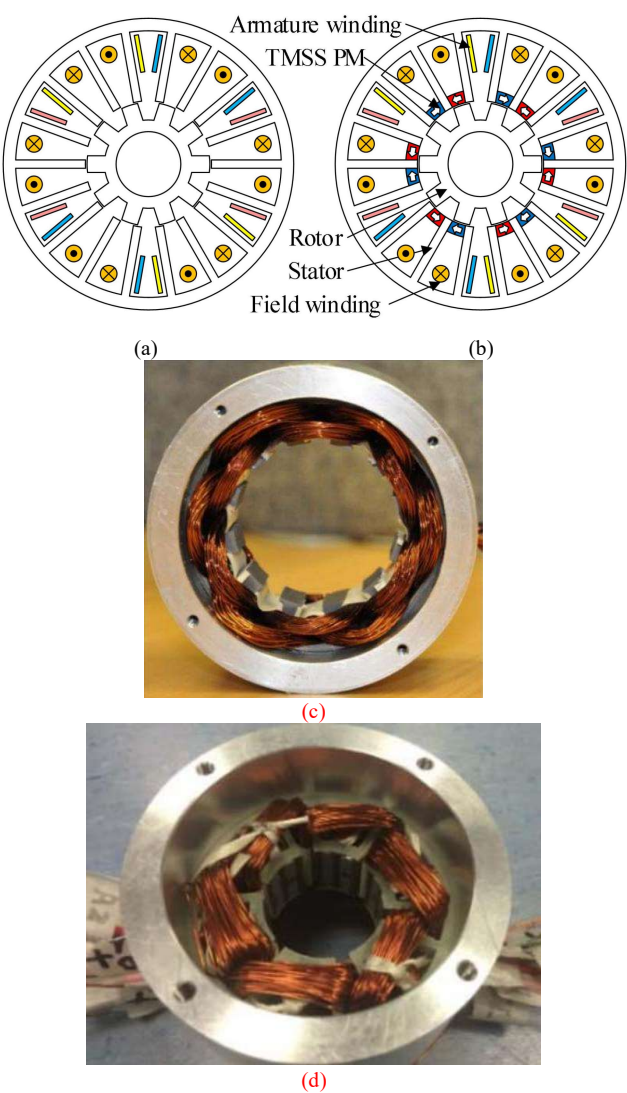 Armature winding
TMSS PM
Rotor
Stator
Field winding
(a)
(b)
(c)
(d)